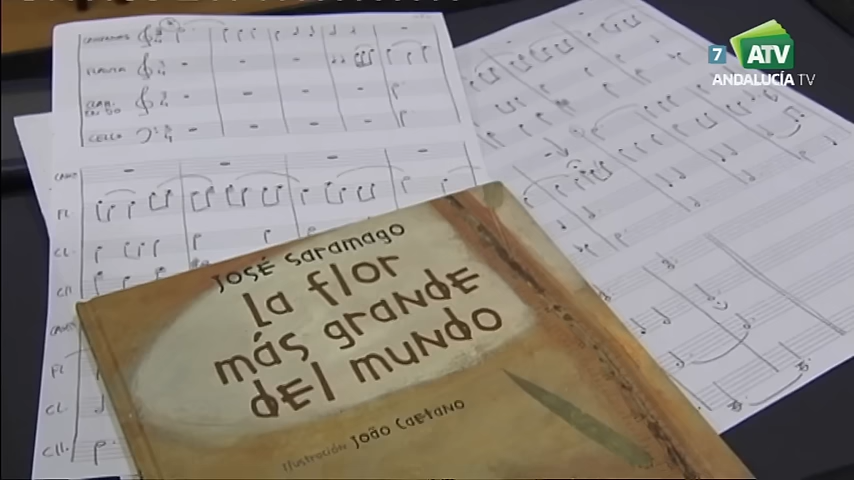 7 ATV
ANDALUCÍA TV
FLAUTA
CELLO
FL
CL
CL
FL
CL.
JOSÉ Saramago
La flor
más grande
del mundo
Ilustración João Caetano